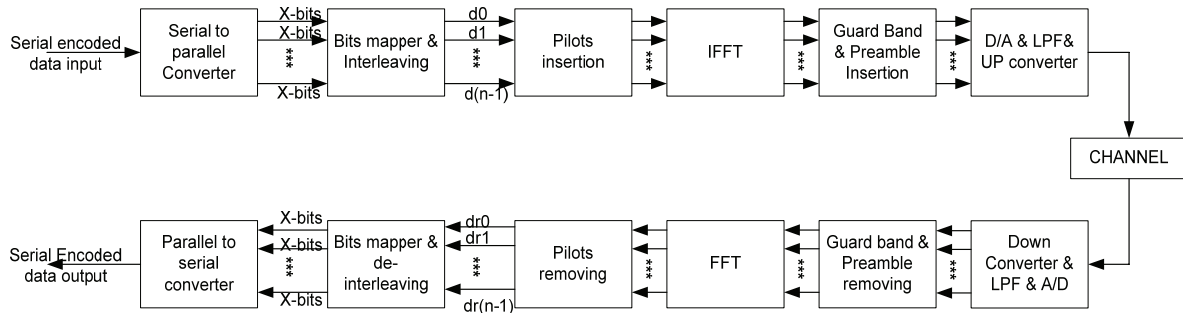 Serial encoded
data input
Serial to
parallel
Converter
X-bits
X-bits
***
X-bits
Bits mapper &
Interleaving
d0
d1
***
d(n-1)
Pilots
insertion
***
IFFT
***
Guard Band
& Preamble
Insertion
***
D/A & LPF&
UP converter
CHANNEL
Serial Encoded
data output
Parallel to
serial
converter
X-bits
X-bits
***
X-bits
Bits mapper &
de-
interleaving
dr0
dr1
***
dr(n-1)
Pilots
removing
***
FFT
***
Guard band &
Preamble
removing
***
Down
Converter &
LPF & A/D